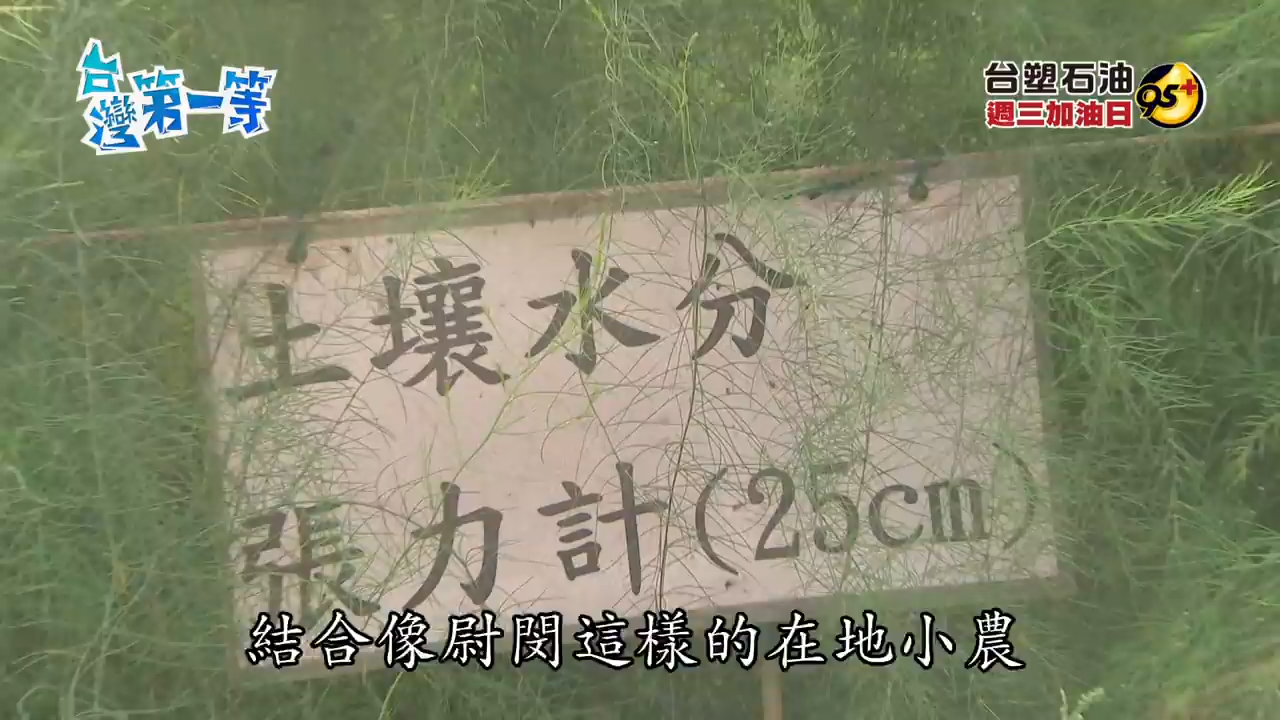 台灣第一等
台塑石油
週三加油日
95+
土壤水分
張力計(25cm)
結合像尉閔這樣的在地小農